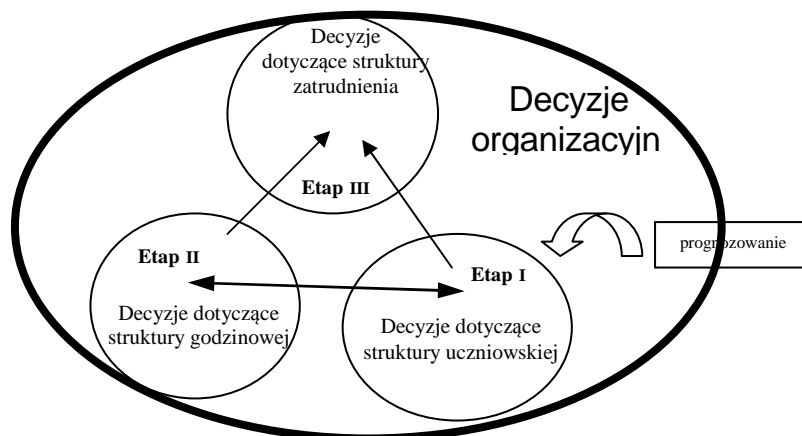 Decyzje
dotyczące struktury
zatrudnienia
Etap III
Decyzje
organizacyjn
prognozowanie
Etap II
Decyzje dotyczące
struktury godzinowej
Etap I
Decyzje dotyczące
struktury uczniowskiej